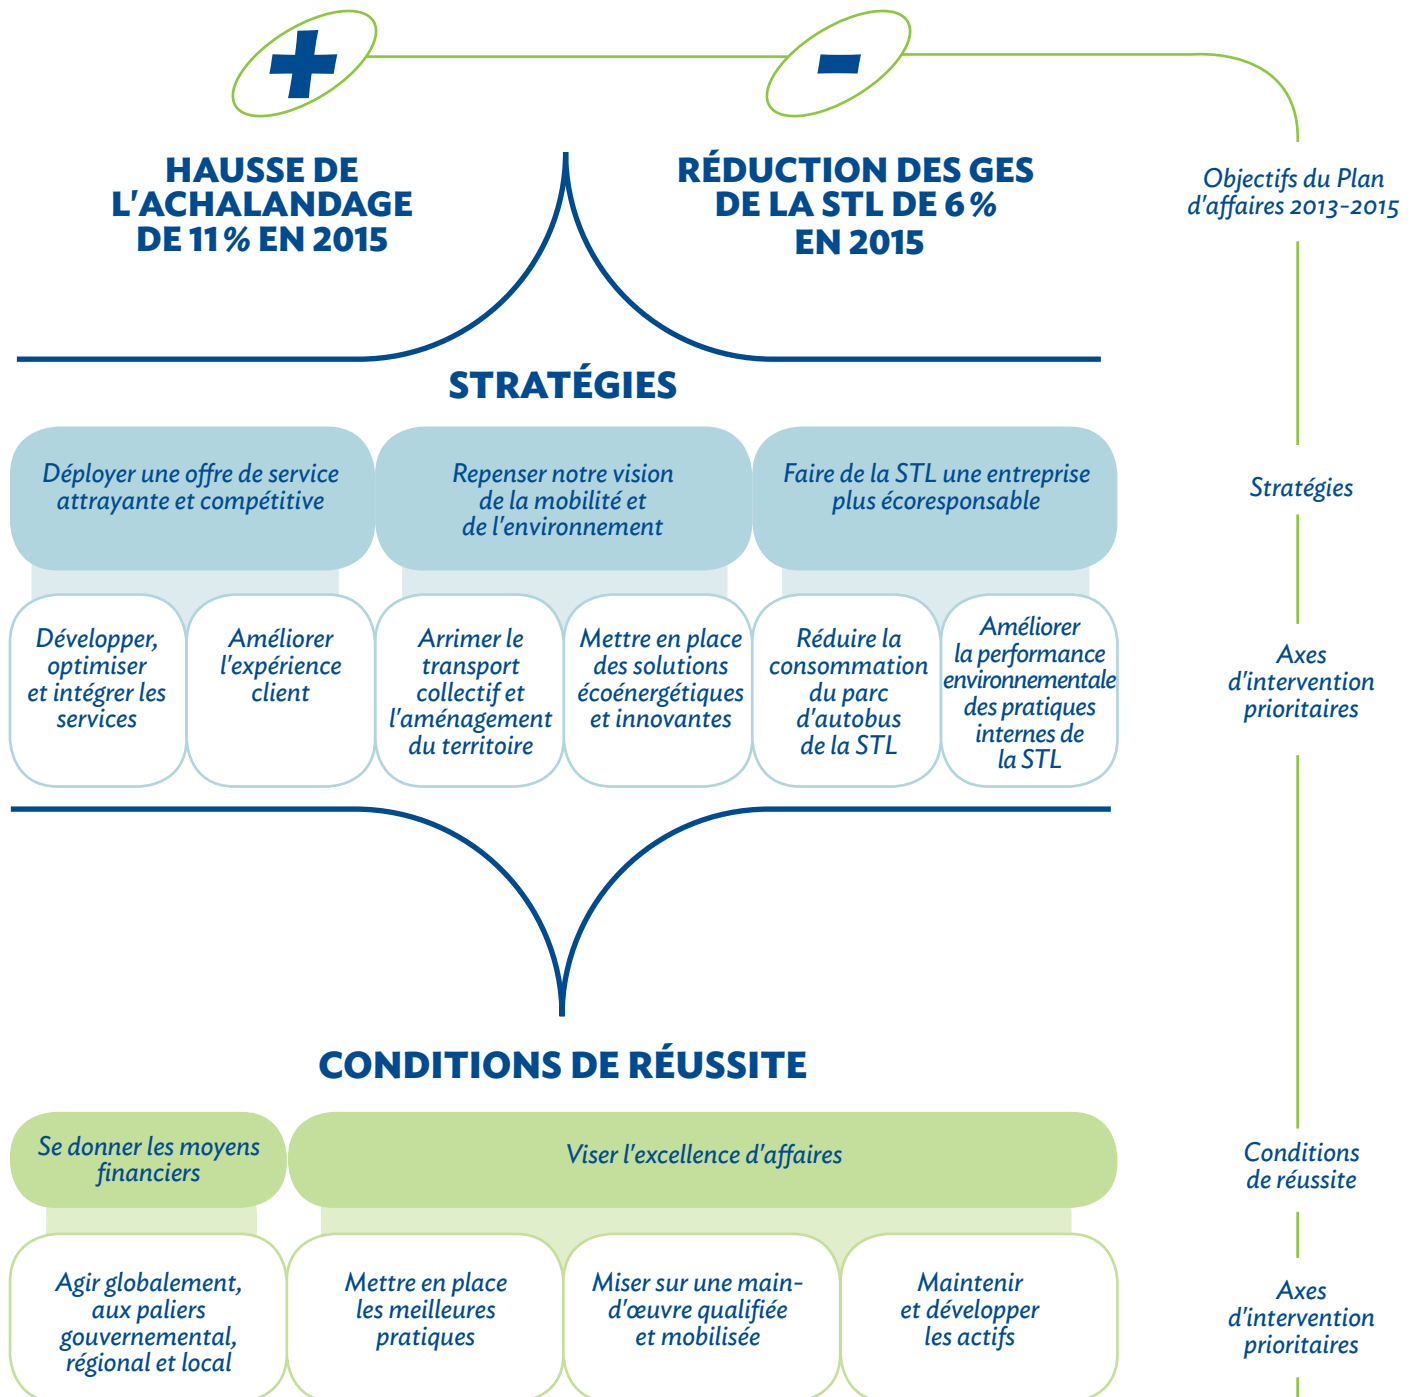 +
-
HAUSSE DE
L'ACHALANDAGE
DE 11 % EN 2015
RÉDUCTION DES GES
DE LA STL DE 6 %
EN 2015
Objectifs du Plan
d'affaires 2013-2015
STRATÉGIES
Déployer une offre de service
attrayante et compétitive
Repenser notre vision
de la mobilité et
de l'environnement
Faire de la STL une entreprise
plus écoresponsable
Stratégies
Développer,
optimiser
et intégrer les
services
Améliorer
l'expérience
client
Arrimer le
transport
collectif et
l'aménagement
du territoire
Mettre en place
des solutions
écoénergétiques
et innovantes
Réduire la
consommation
du parc
d'autobus
de la STL
Améliorer
la performance
environnementale
des pratiques
internes de
la STL
Axes
d'intervention
prioritaires
CONDITIONS DE RÉUSSITE
Se donner les moyens
financiers
Viser l'excellence d'affaires
Conditions
de réussite
Agir globalement,
aux paliers
gouvernemental,
régional et local
Mettre en place
les meilleures
pratiques
Miser sur une main-
d'œuvre qualifiée
et mobilisée
Maintenir
et développer
les actifs
Axes
d'intervention
prioritaires